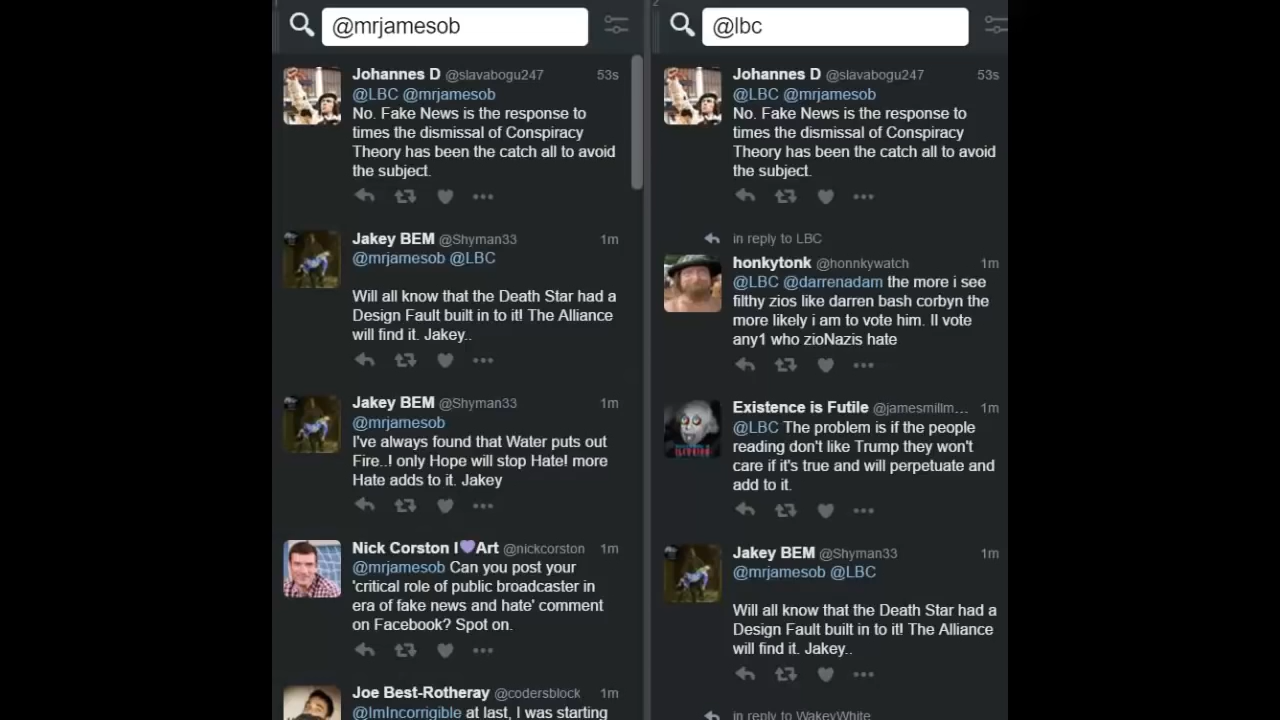 @mrjamesob
Johannes D @slavabogu247 53s
@LBC @mrjamesob
No. Fake News is the response to
times the dismissal of Conspiracy
Theory has been the catch all to avoid
the subject.
Jakey BEM @Shyman33 1m
@mrjamesob @LBC
Will all know that the Death Star had a
Design Fault built in to it! The Alliance
will find it. Jakey..
Jakey BEM @Shyman33 1m
@mrjamesob
I've always found that Water puts out
Fire..! only Hope will stop Hate! more
Hate adds to it. Jakey
Nick Corston I💜Art @nickcorston 1m
@mrjamesob Can you post your
'critical role of public broadcaster in
era of fake news and hate' comment
on Facebook? Spot on.
Joe Best-Rotheray @codersblock 1m
@ImIncorrigible at last, I was starting
2
@lbc
Johannes D @slavabogu247 53s
@LBC @mrjamesob
No. Fake News is the response to
times the dismissal of Conspiracy
Theory has been the catch all to avoid
the subject.
in reply to LBC
honkytonk @honnkywatch 1m
@LBC @darrenadam the more i see
filthy zios like darren bash corbyn the
more likely i am to vote him. Il vote
any1 who zioNazis hate
Existence is Futile @jamesmillm... 1m
@LBC The problem is if the people
reading don't like Trump they won't
care if it's true and will perpetuate and
add to it.
Jakey BEM @Shyman33 1m
@mrjamesob @LBC
Will all know that the Death Star had a
Design Fault built in to it! The Alliance
will find it. Jakey..
in reply to WakeyWhite